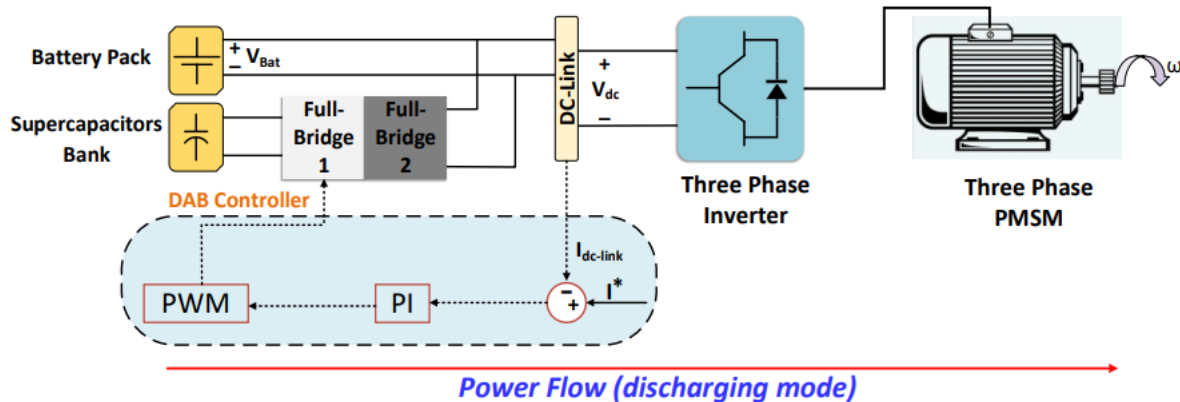 Battery Pack
+
−
V_Bat
Supercapacitors
Bank
Full-
Bridge
1
Full-
Bridge
2
DC-Link
+
V_dc
−
Three Phase
Inverter
ω
Three Phase
PMSM
DAB Controller
I_dc-link
PWM
PI
−
+
I*
Power Flow (discharging mode)